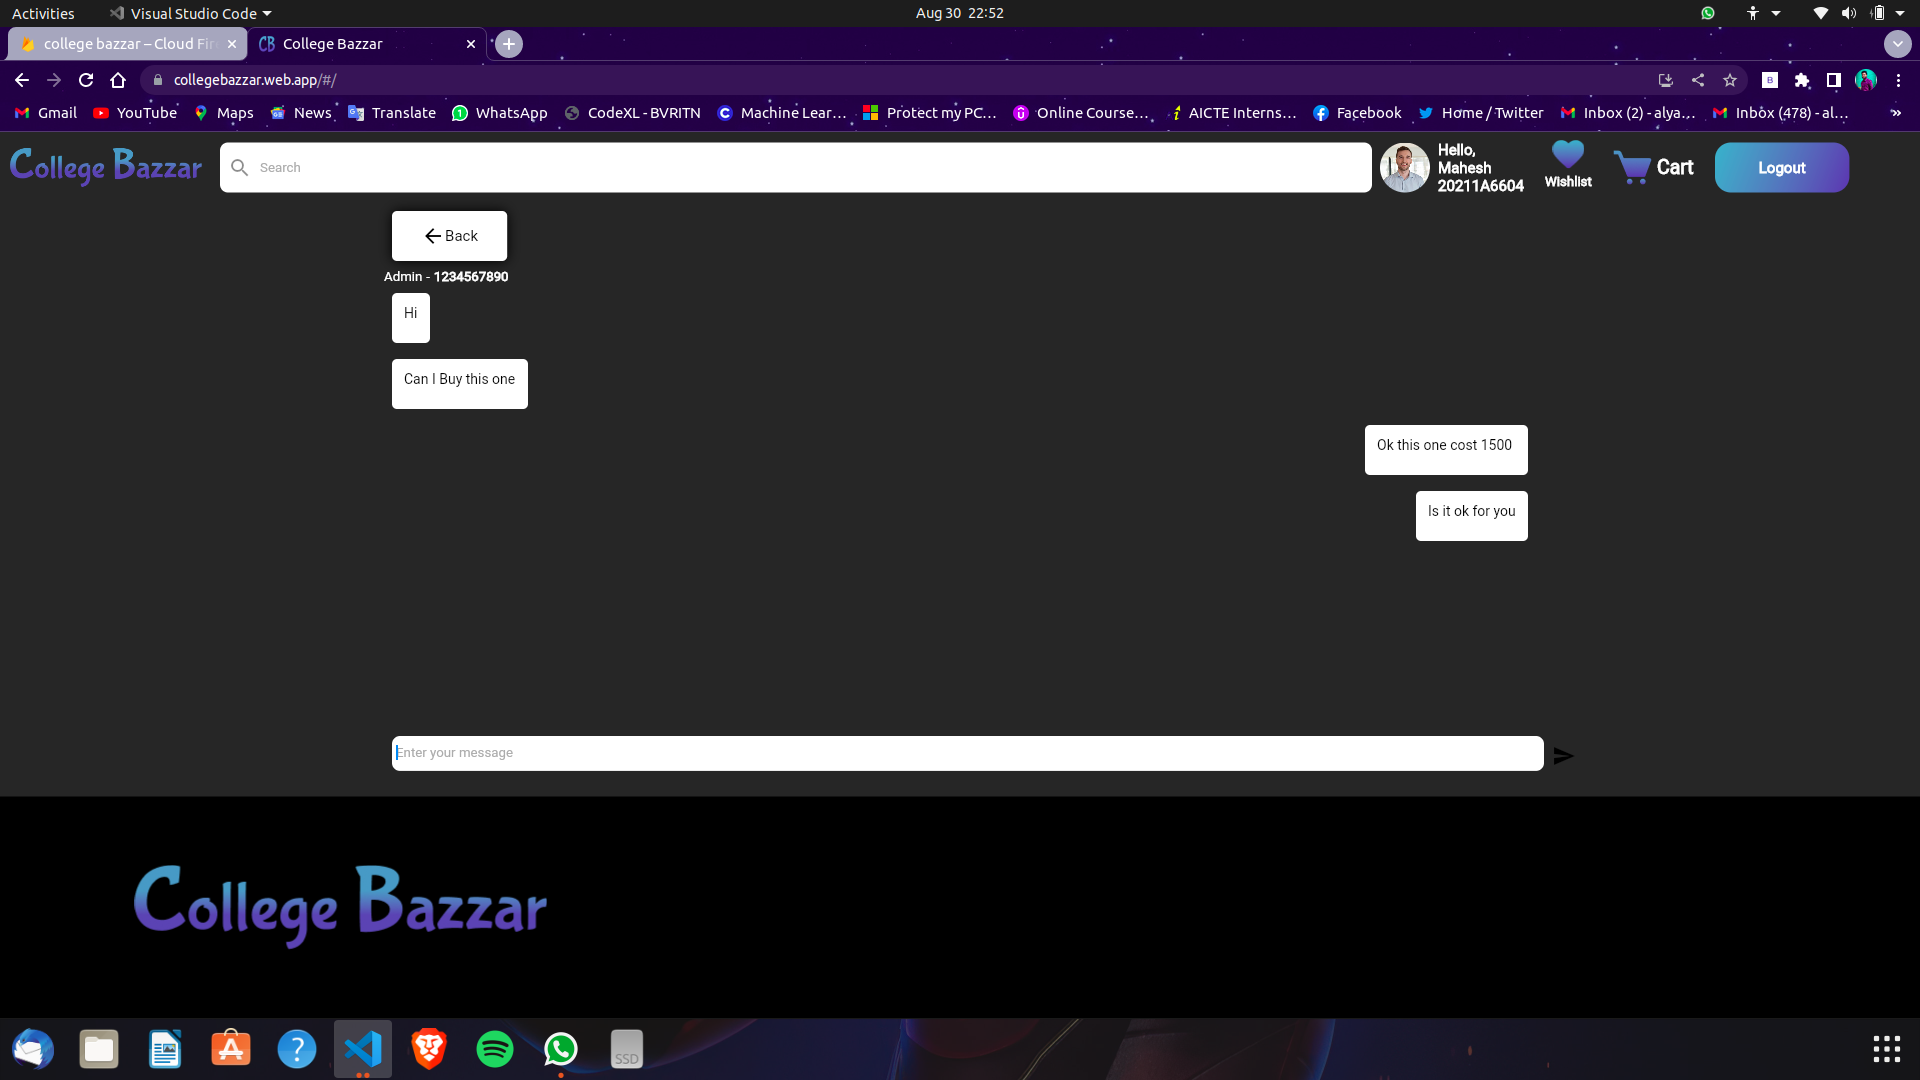 Activities
Visual Studio Code
Aug 30 22:52
college bazzar – Cloud Fire
College Bazzar
collegebazzar.web.app/#/
Gmail
YouTube
Maps
News
Translate
WhatsApp
CodeXL - BVRITN
Machine Lear...
Protect my PC...
Online Course...
AICTE Interns...
Facebook
Home / Twitter
Inbox (2) - alya...
Inbox (478) - al...
College Bazzar
Search
Hello,
Mahesh
20211A6604
Wishlist
Cart
Logout
Back
Admin - 1234567890
Hi
Can I Buy this one
Ok this one cost 1500
Is it ok for you
Enter your message
College Bazzar
SSD